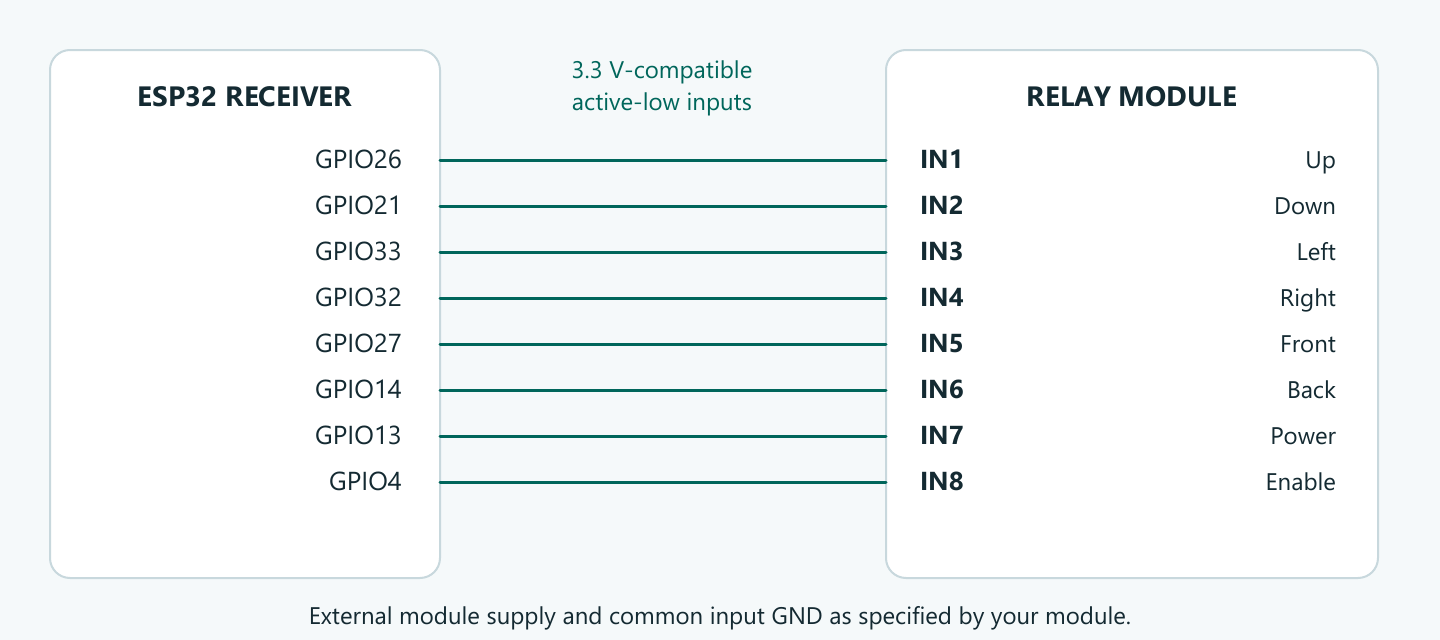 3.3 V-compatible
active-low inputs
ESP32 RECEIVER
RELAY MODULE
GPIO26 IN1 Up
GPIO21 IN2 Down
GPIO33 IN3 Left
GPIO32 IN4 Right
GPIO27 IN5 Front
GPIO14 IN6 Back
GPIO13 IN7 Power
GPIO4 IN8 Enable
External module supply and common input GND as specified by your module.